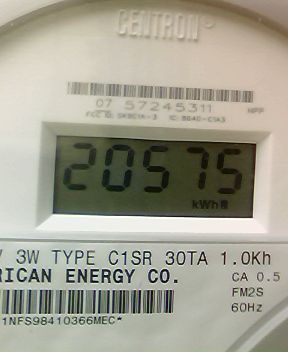 CENTRON®
07 57245311
HPF
FCC ID: SK9C1A-3 IC: 864D-C1A3
20575
kWh
V 3W TYPE C1SR 30TA 1.0Kh
RICAN ENERGY CO.
CA 0.5
FM2S
60Hz
1NFS98410366MEC*